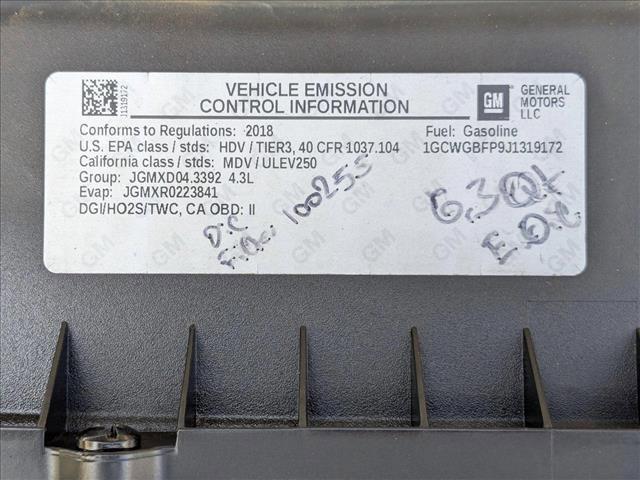 11319122
VEHICLE EMISSION
CONTROL INFORMATION
GM
GENERAL
MOTORS
LLC
Conforms to Regulations: 2018
U.S. EPA class / stds: HDV / TIER3, 40 CFR 1037.104
California class / stds: MDV / ULEV250
Group: JGMXD04.3392 4.3L
Evap: JGMXR0223841
DGI/HO2S/TWC, CA OBD: II
Fuel: Gasoline
1GCWGBFP9J1319172
O.C
100255
E.O.C